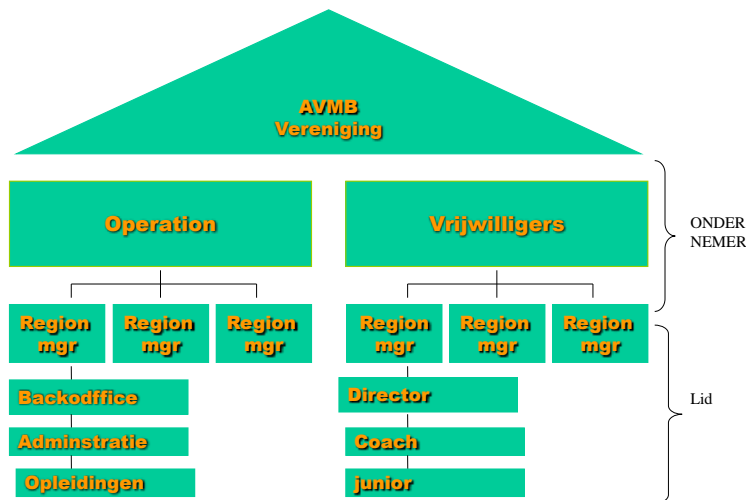 AVMB
Vereniging
Operation
Vrijwilligers
ONDER
NEMER
Region
mgr
Region
mgr
Region
mgr
Region
mgr
Region
mgr
Region
mgr
Backodffice
Adminstratie
Opleidingen
Director
Coach
junior
Lid